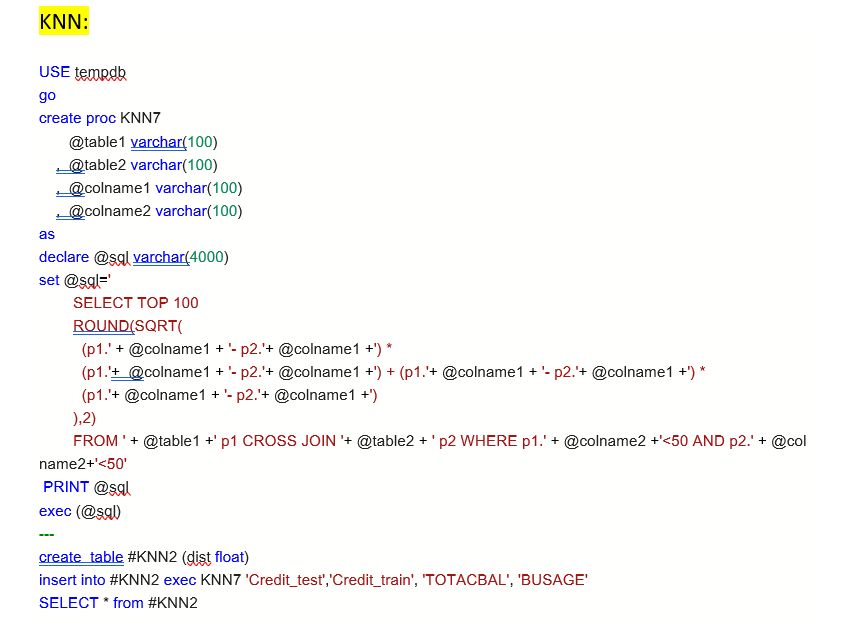 KNN:
USE tempdb
go
create proc KNN7
@table1 varchar(100)
, @table2 varchar(100)
, @colname1 varchar(100)
, @colname2 varchar(100)
as
declare @sql varchar(4000)
set @sql='
SELECT TOP 100
ROUND(SQRT(
(p1.' + @colname1 + '- p2.'+ @colname1 +') *
(p1.'+ @colname1 + '- p2.'+ @colname1 +') + (p1.'+ @colname1 + '- p2.'+ @colname1 +') *
(p1.'+ @colname1 + '- p2.'+ @colname1 +')
),2)
FROM ' + @table1 +' p1 CROSS JOIN '+ @table2 + ' p2 WHERE p1.' + @colname2 +'<50 AND p2.' + @col
name2+'<50'
PRINT @sql
exec (@sql)
---
create table #KNN2 (dist float)
insert into #KNN2 exec KNN7 'Credit_test','Credit_train', 'TOTACBAL', 'BUSAGE'
SELECT * from #KNN2